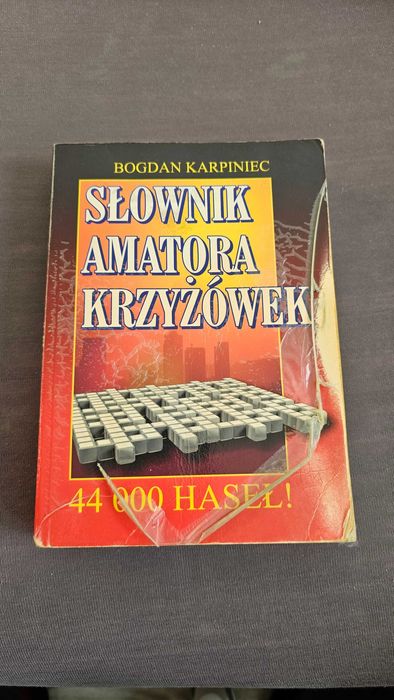 BOGDAN KARPINIEC
SŁOWNIK
AMATORA
KRZYŻÓWEK
44 000 HASEŁ!